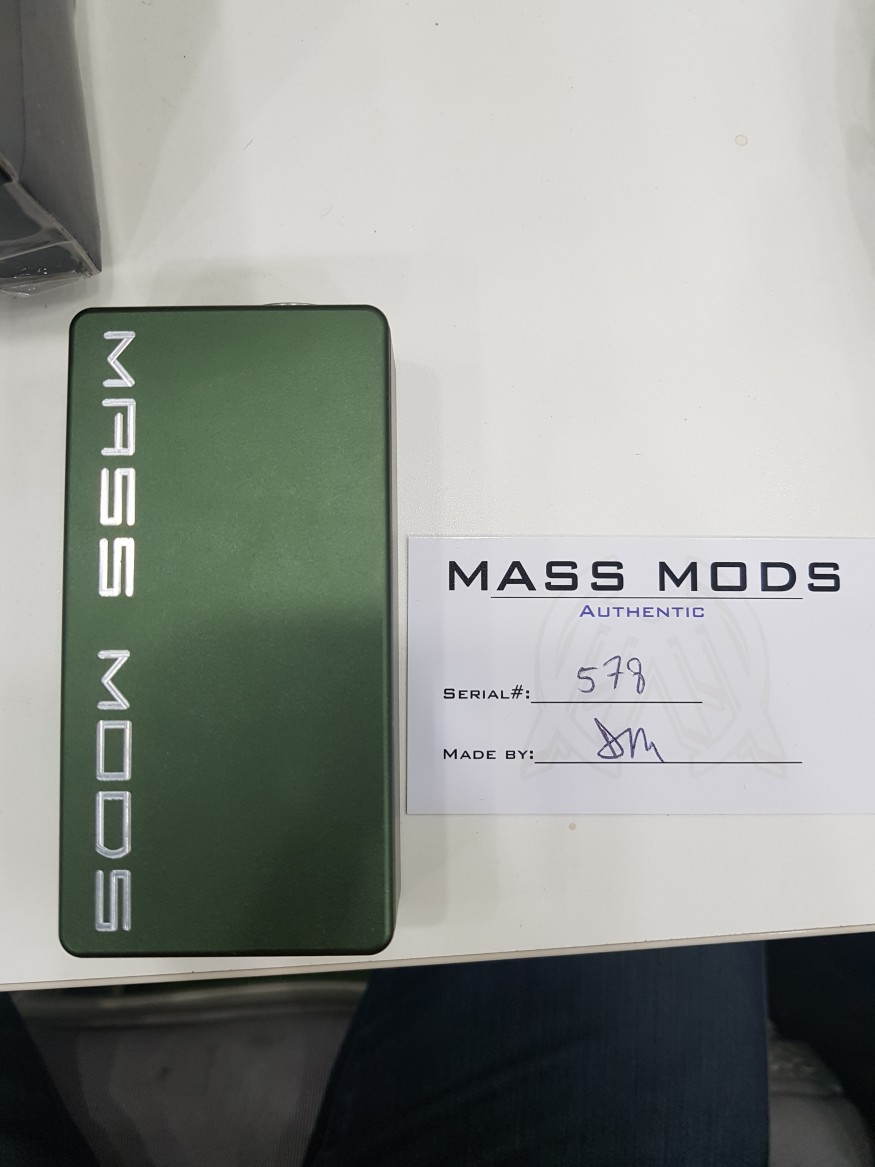 MASS MODS
MASS MODS
AUTHENTIC
SERIAL#: 578
MADE BY: